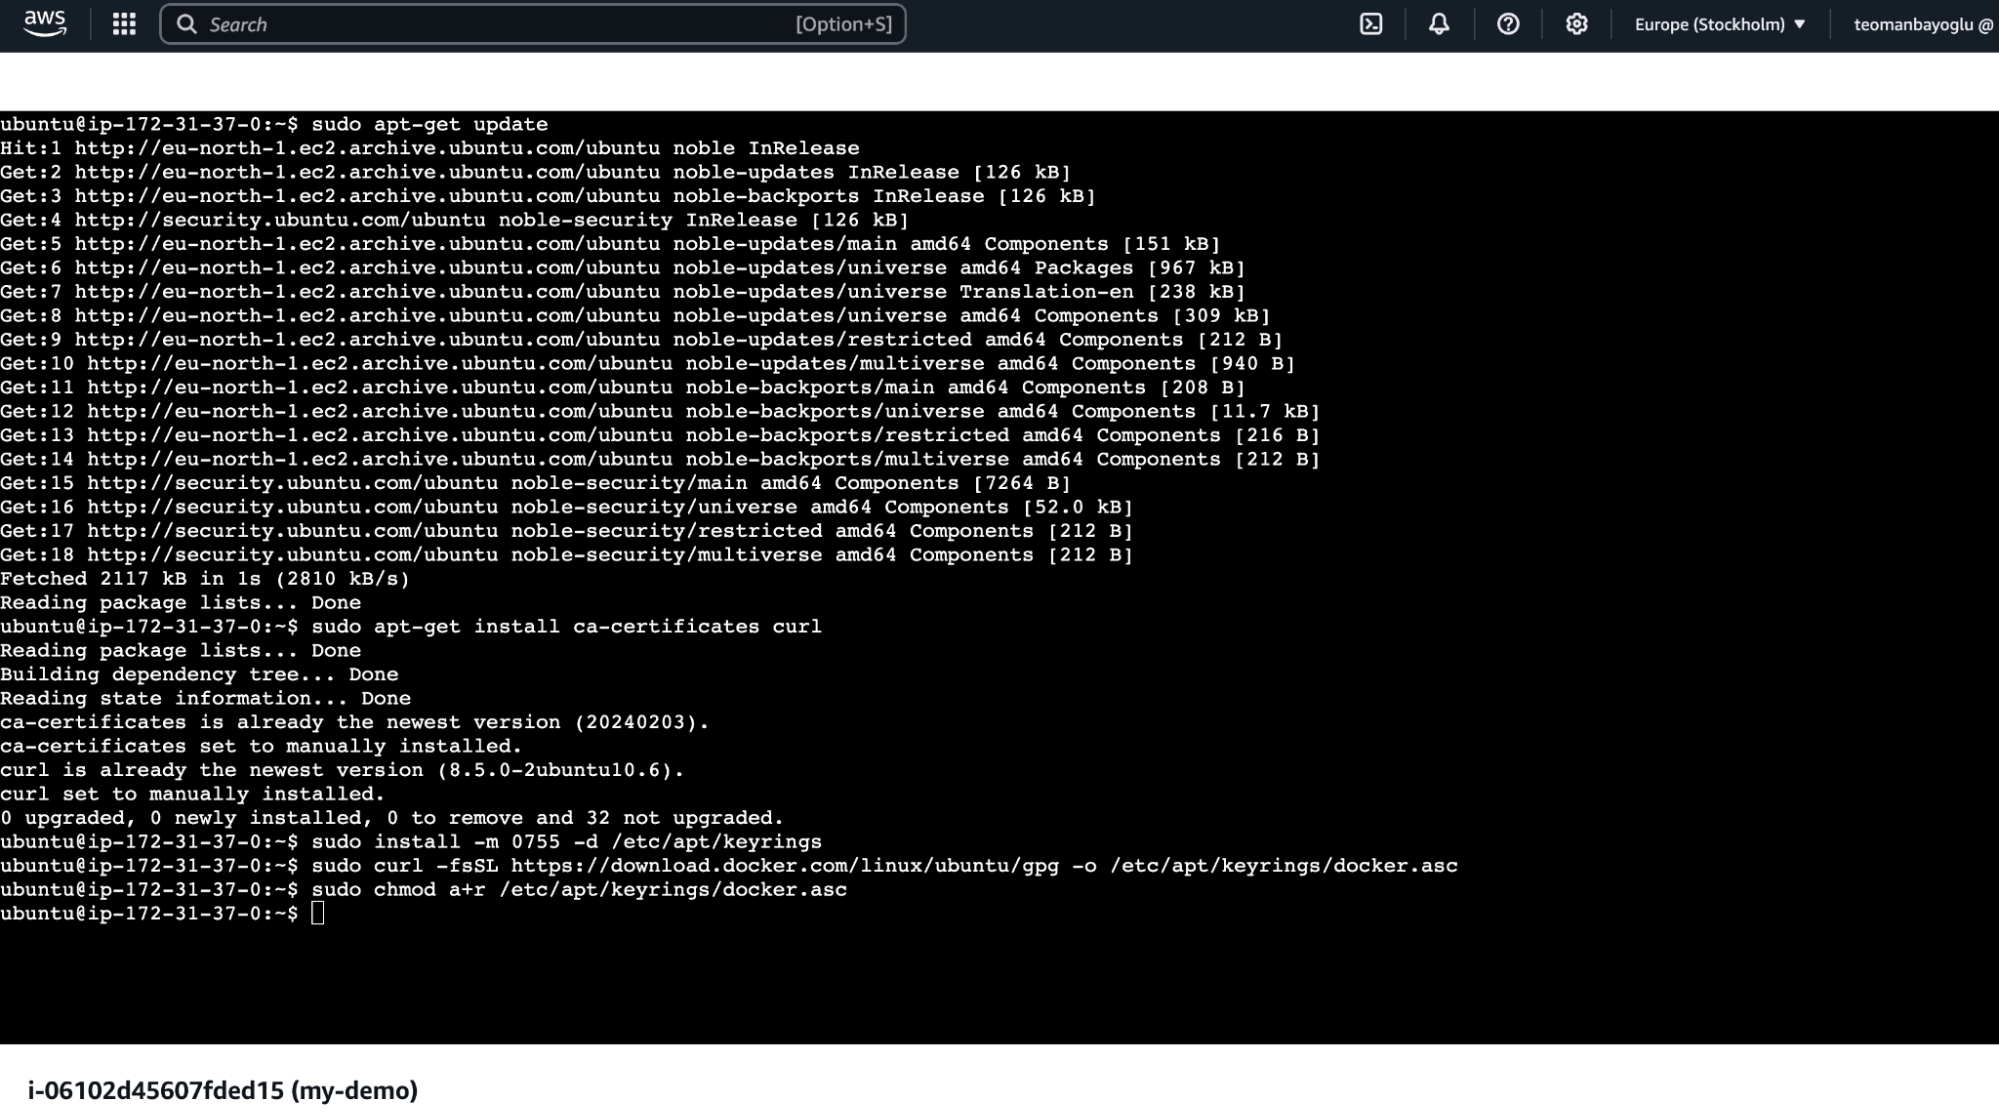 aws
Search [Option+S] Europe (Stockholm) teomanbayoglu @
ubuntu@ip-172-31-37-0:~$ sudo apt-get update
Hit:1 http://eu-north-1.ec2.archive.ubuntu.com/ubuntu noble InRelease
Get:2 http://eu-north-1.ec2.archive.ubuntu.com/ubuntu noble-updates InRelease [126 kB]
Get:3 http://eu-north-1.ec2.archive.ubuntu.com/ubuntu noble-backports InRelease [126 kB]
Get:4 http://security.ubuntu.com/ubuntu noble-security InRelease [126 kB]
Get:5 http://eu-north-1.ec2.archive.ubuntu.com/ubuntu noble-updates/main amd64 Components [151 kB]
Get:6 http://eu-north-1.ec2.archive.ubuntu.com/ubuntu noble-updates/universe amd64 Packages [967 kB]
Get:7 http://eu-north-1.ec2.archive.ubuntu.com/ubuntu noble-updates/universe Translation-en [238 kB]
Get:8 http://eu-north-1.ec2.archive.ubuntu.com/ubuntu noble-updates/universe amd64 Components [309 kB]
Get:9 http://eu-north-1.ec2.archive.ubuntu.com/ubuntu noble-updates/restricted amd64 Components [212 B]
Get:10 http://eu-north-1.ec2.archive.ubuntu.com/ubuntu noble-updates/multiverse amd64 Components [940 B]
Get:11 http://eu-north-1.ec2.archive.ubuntu.com/ubuntu noble-backports/main amd64 Components [208 B]
Get:12 http://eu-north-1.ec2.archive.ubuntu.com/ubuntu noble-backports/universe amd64 Components [11.7 kB]
Get:13 http://eu-north-1.ec2.archive.ubuntu.com/ubuntu noble-backports/restricted amd64 Components [216 B]
Get:14 http://eu-north-1.ec2.archive.ubuntu.com/ubuntu noble-backports/multiverse amd64 Components [212 B]
Get:15 http://security.ubuntu.com/ubuntu noble-security/main amd64 Components [7264 B]
Get:16 http://security.ubuntu.com/ubuntu noble-security/universe amd64 Components [52.0 kB]
Get:17 http://security.ubuntu.com/ubuntu noble-security/restricted amd64 Components [212 B]
Get:18 http://security.ubuntu.com/ubuntu noble-security/multiverse amd64 Components [212 B]
Fetched 2117 kB in 1s (2810 kB/s)
Reading package lists... Done
ubuntu@ip-172-31-37-0:~$ sudo apt-get install ca-certificates curl
Reading package lists... Done
Building dependency tree... Done
Reading state information... Done
ca-certificates is already the newest version (20240203).
ca-certificates set to manually installed.
curl is already the newest version (8.5.0-2ubuntu10.6).
curl set to manually installed.
0 upgraded, 0 newly installed, 0 to remove and 32 not upgraded.
ubuntu@ip-172-31-37-0:~$ sudo install -m 0755 -d /etc/apt/keyrings
ubuntu@ip-172-31-37-0:~$ sudo curl -fsSL https://download.docker.com/linux/ubuntu/gpg -o /etc/apt/keyrings/docker.asc
ubuntu@ip-172-31-37-0:~$ sudo chmod a+r /etc/apt/keyrings/docker.asc
ubuntu@ip-172-31-37-0:~$
i-06102d45607fded15 (my-demo)